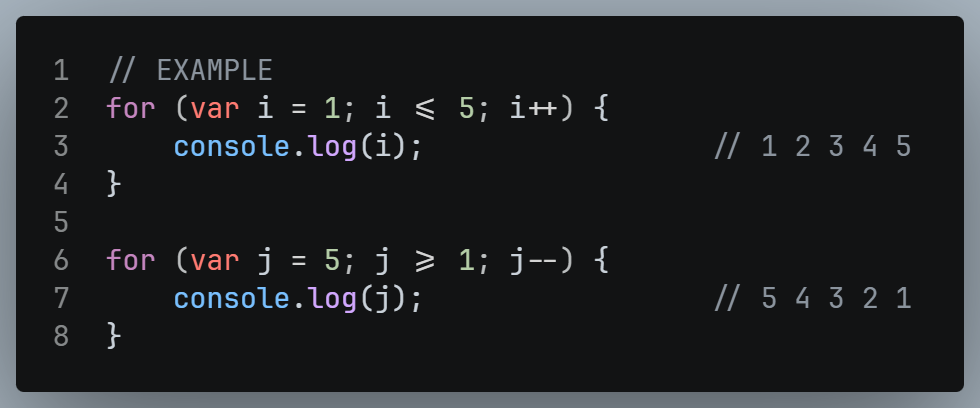 1 // EXAMPLE
2 for (var i = 1; i <= 5; i++) {
3     console.log(i);                 // 1 2 3 4 5
4 }
5
6 for (var j = 5; j >= 1; j--) {
7     console.log(j);                 // 5 4 3 2 1
8 }